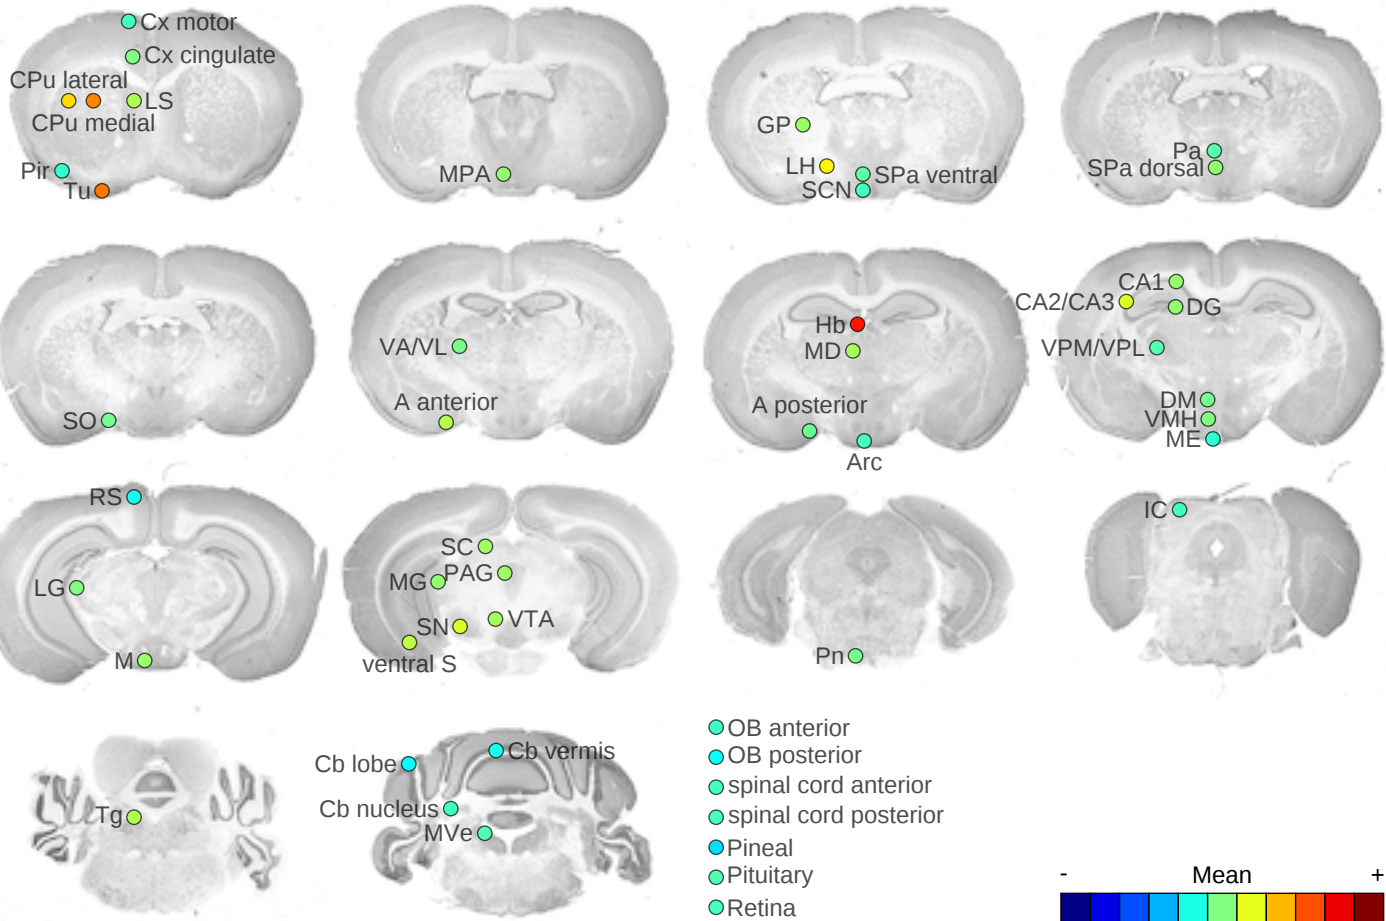 Cx motor
Cx cingulate
CPu lateral
LS
CPu medial
Pir
Tu
MPA
GP
LH
SPa ventral
SCN
Pa
SPa dorsal
SO
VA/VL
A anterior
Hb
MD
A posterior
Arc
CA1
CA2/CA3
DG
VPM/VPL
DM
VMH
ME
RS
LG
M
SC
MG
PAG
SN
VTA
ventral S
Pn
IC
Tg
Cb lobe
Cb vermis
Cb nucleus
MVe
OB anterior
OB posterior
spinal cord anterior
spinal cord posterior
Pineal
Pituitary
Retina
- Mean +